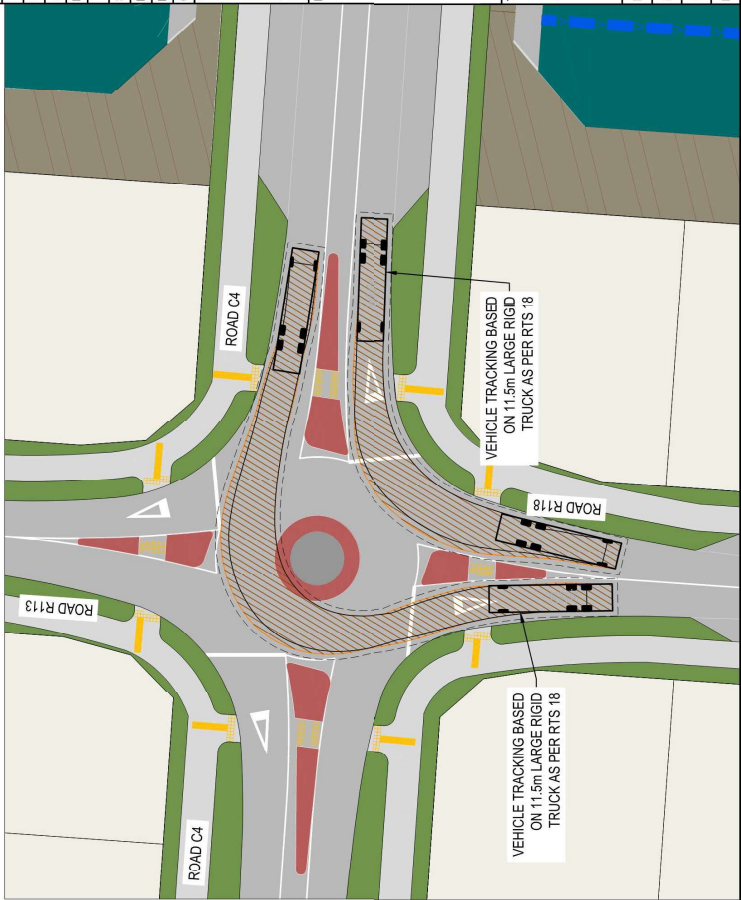 ROAD C4
VEHICLE TRACKING BASED
ON 11.5m LARGE RIGID
TRUCK AS PER RTS 18
ROAD R118
ROAD R113
VEHICLE TRACKING BASED
ON 11.5m LARGE RIGID
TRUCK AS PER RTS 18
ROAD C4